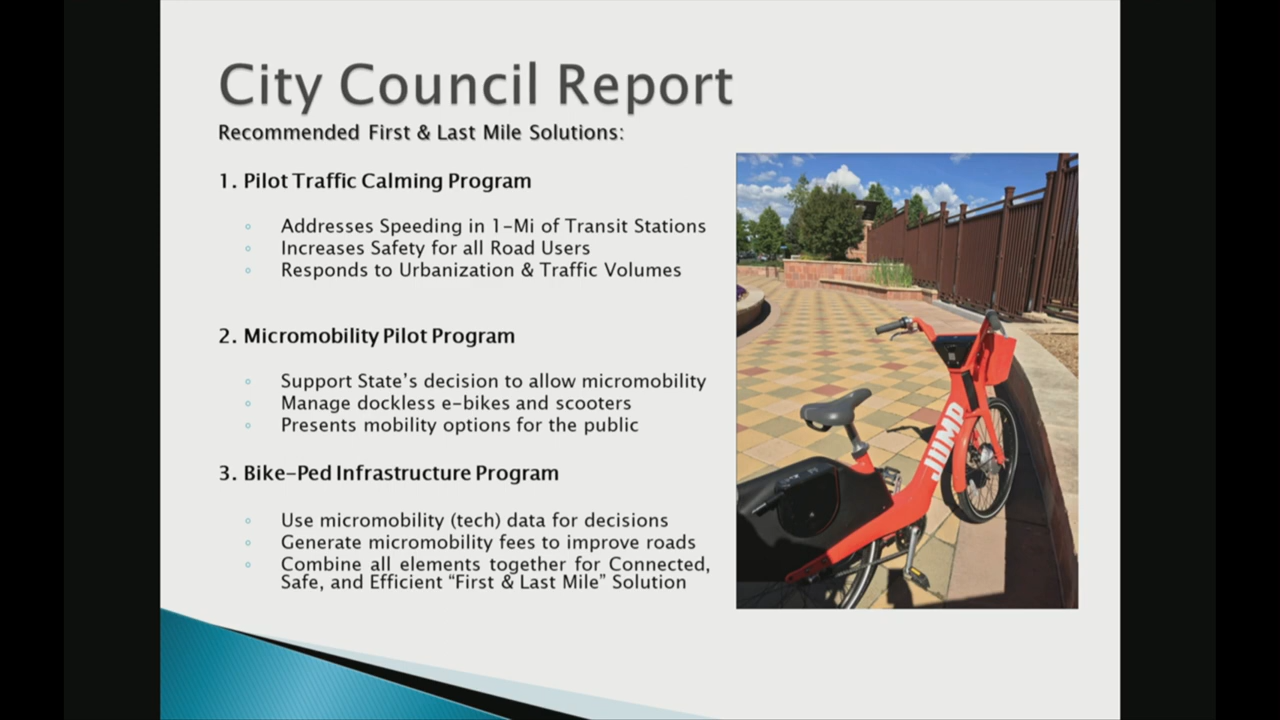 City Council Report
Recommended First & Last Mile Solutions:
1. Pilot Traffic Calming Program
Addresses Speeding in 1-Mi of Transit Stations
Increases Safety for all Road Users
Responds to Urbanization & Traffic Volumes
2. Micromobility Pilot Program
Support State's decision to allow micromobility
Manage dockless e-bikes and scooters
Presents mobility options for the public
3. Bike-Ped Infrastructure Program
Use micromobility (tech) data for decisions
Generate micromobility fees to improve roads
Combine all elements together for Connected,
Safe, and Efficient “First & Last Mile” Solution
JUMP